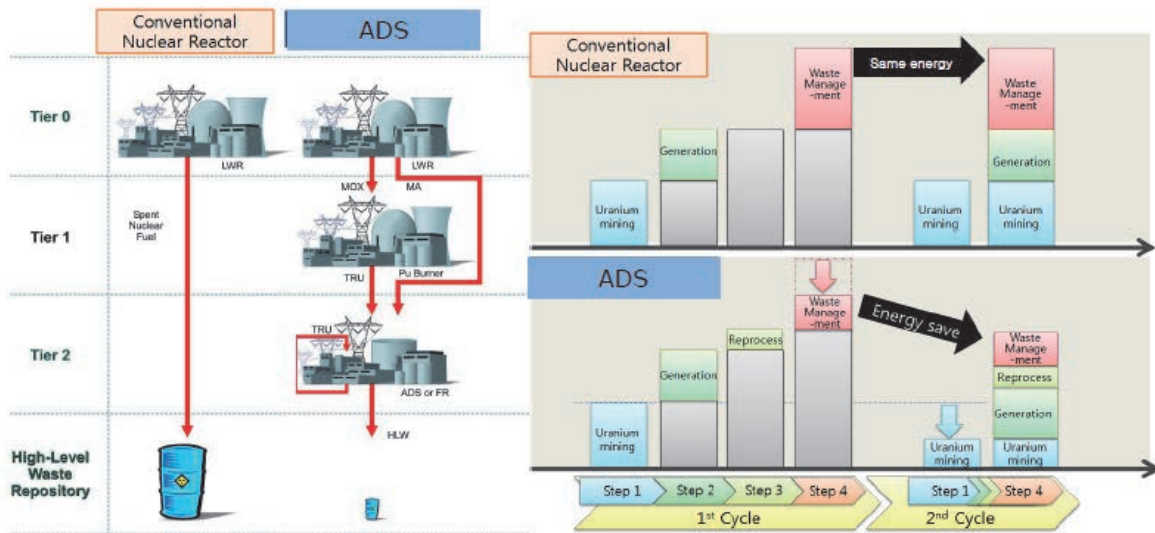 Conventional
Nuclear Reactor
ADS
Tier 0
LWR
LWR
MOX
MA
Tier 1
Spent
Nuclear
Fuel
TRU
Pu Burner
Tier 2
TRU
ADS or FR
High-Level
Waste
Repository
HLW
Conventional
Nuclear Reactor
Uranium
mining
Generation
Waste
Manage
-ment
Same energy
Uranium
mining
Waste
Manage
-ment
Generation
Uranium
mining
ADS
Uranium
mining
Generation
Reprocess
Waste
Manage
-ment
Energy save
Uranium
mining
Waste
Manage
-ment
Reprocess
Generation
Uranium
mining
Step 1
Step 2
Step 3
Step 4
Step 1
Step 4
1st Cycle
2nd Cycle